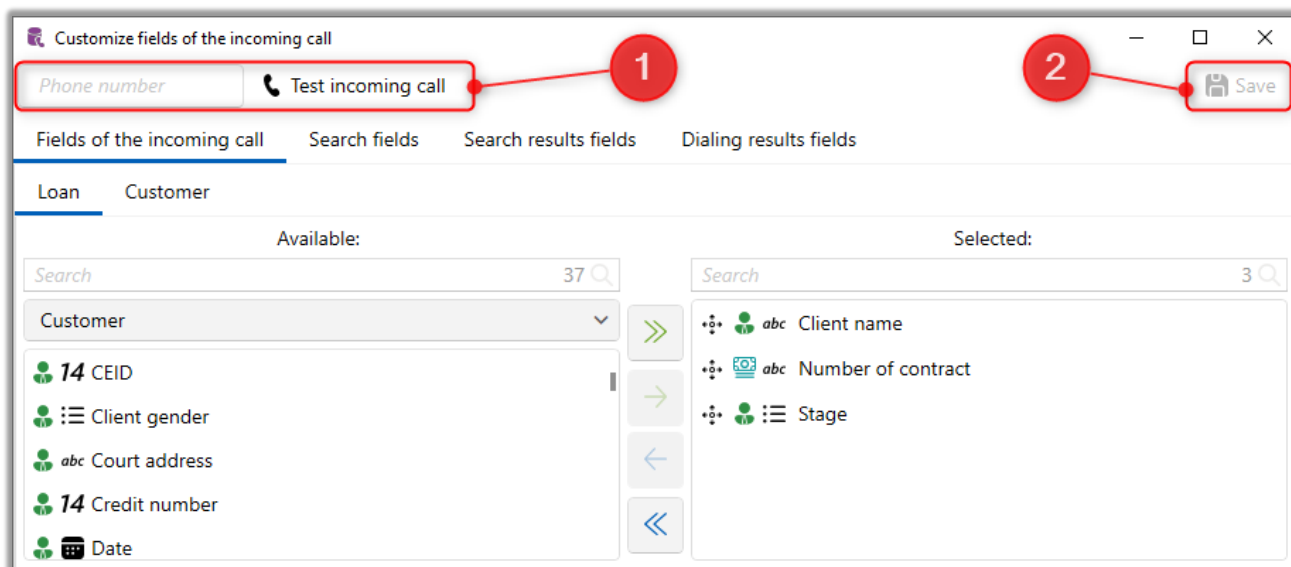 Customize fields of the incoming call
Phone number Test incoming call 1 2 Save
Fields of the incoming call Search fields Search results fields Dialing results fields
Loan Customer
Available: Selected:
Search 37 Search 3
Customer
14 CEID
Client gender
abc Court address
14 Credit number
Date
abc Client name
abc Number of contract
Stage